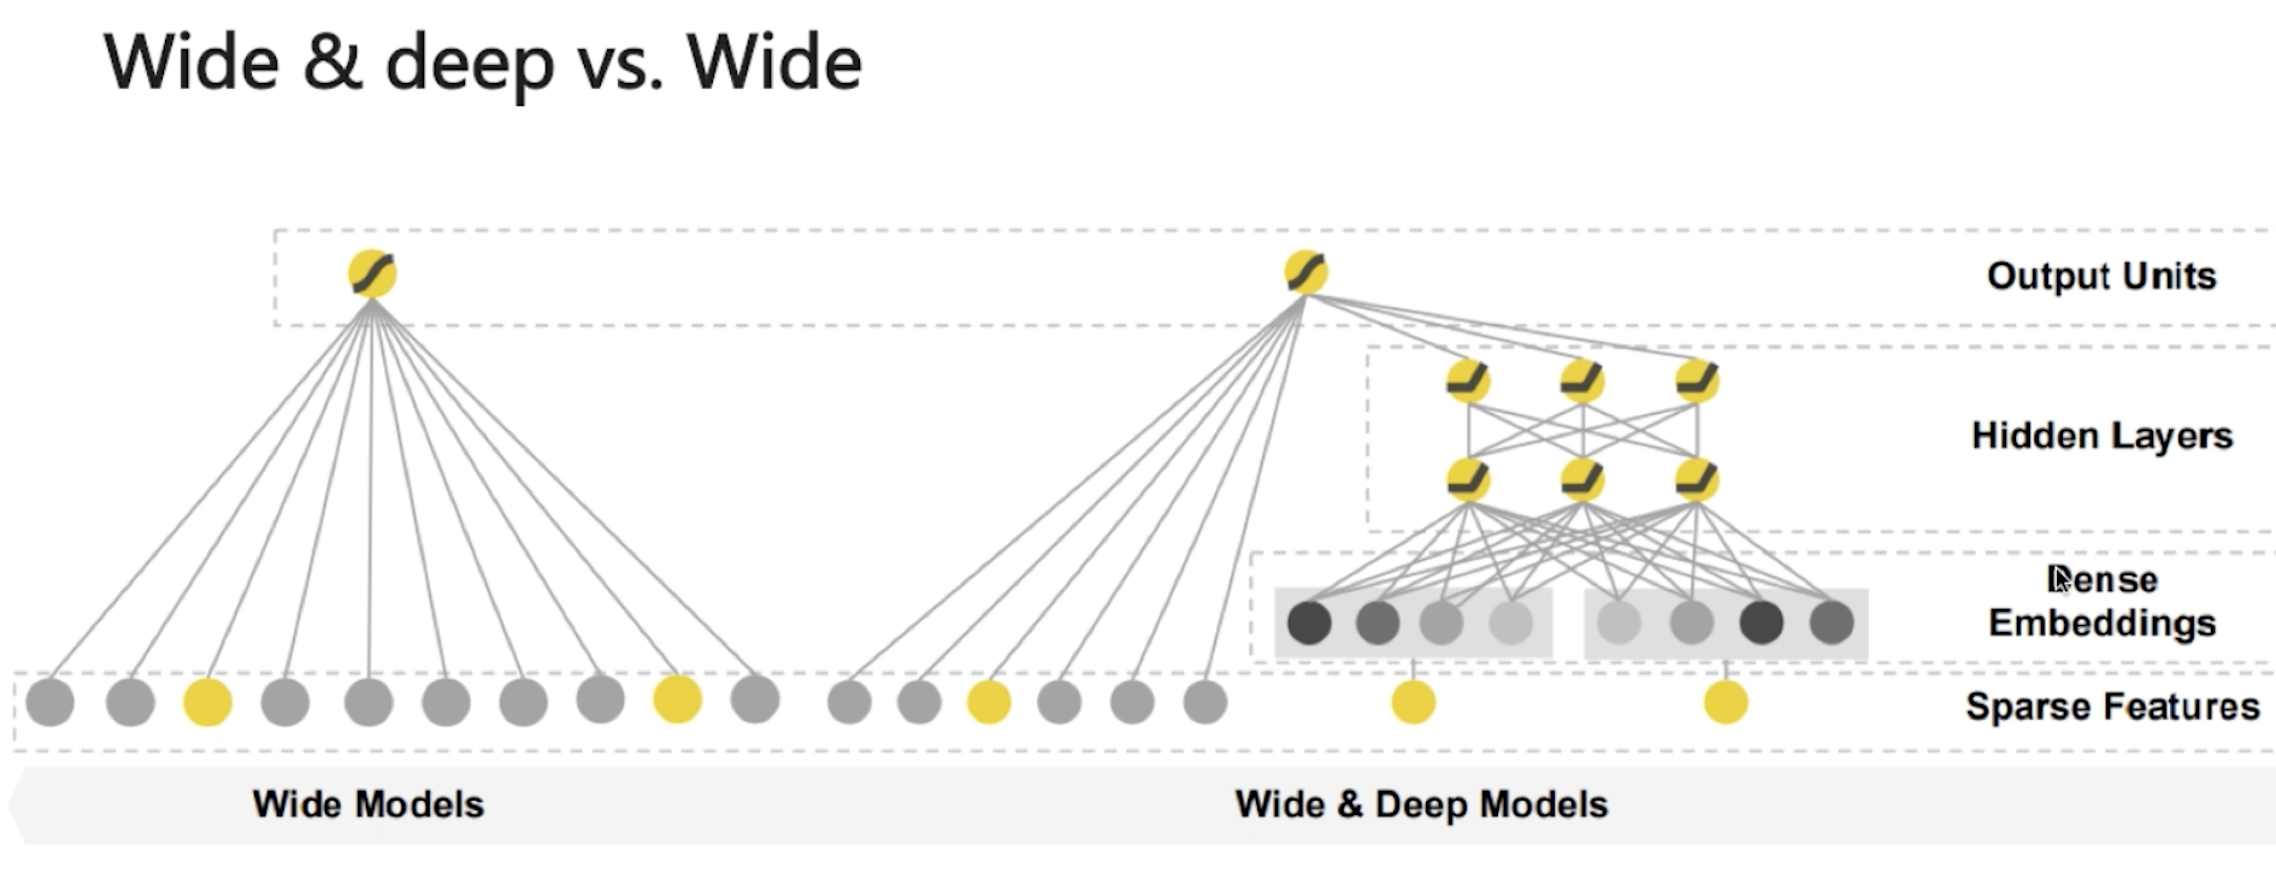 Wide & deep vs. Wide
Output Units
Hidden Layers
Dense
Embeddings
Sparse Features
Wide Models
Wide & Deep Models